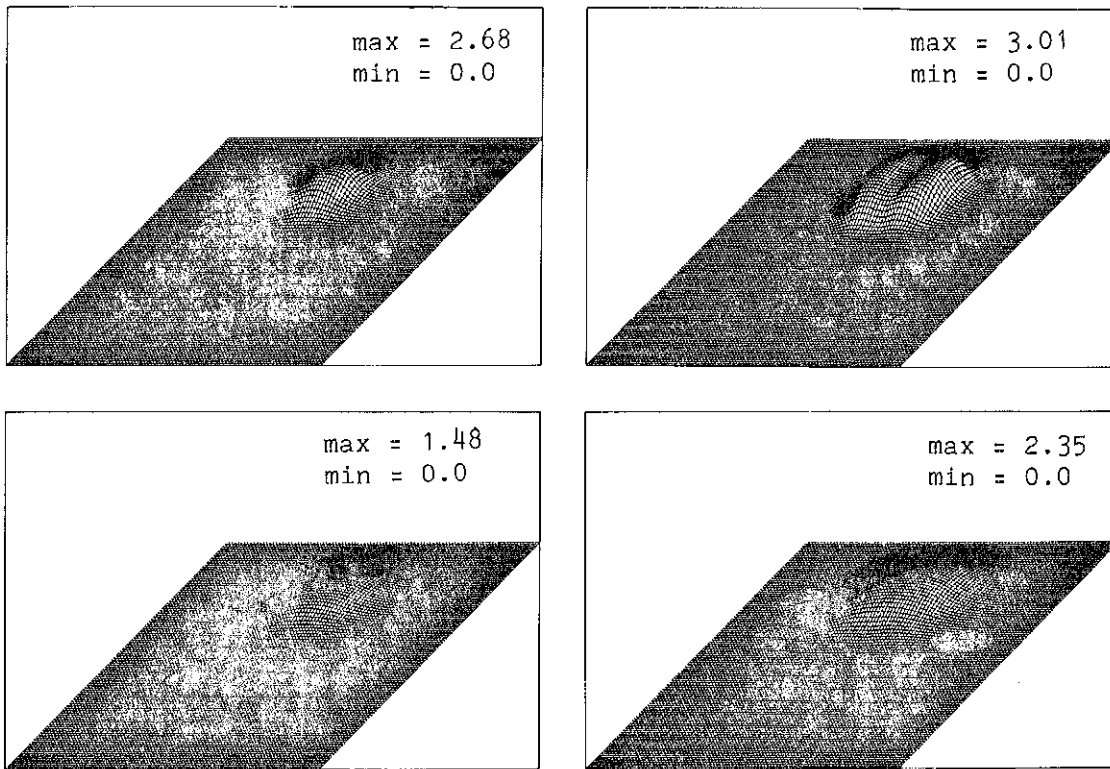 max = 2.68
min = 0.0
max = 3.01
min = 0.0
max = 1.48
min = 0.0
max = 2.35
min = 0.0